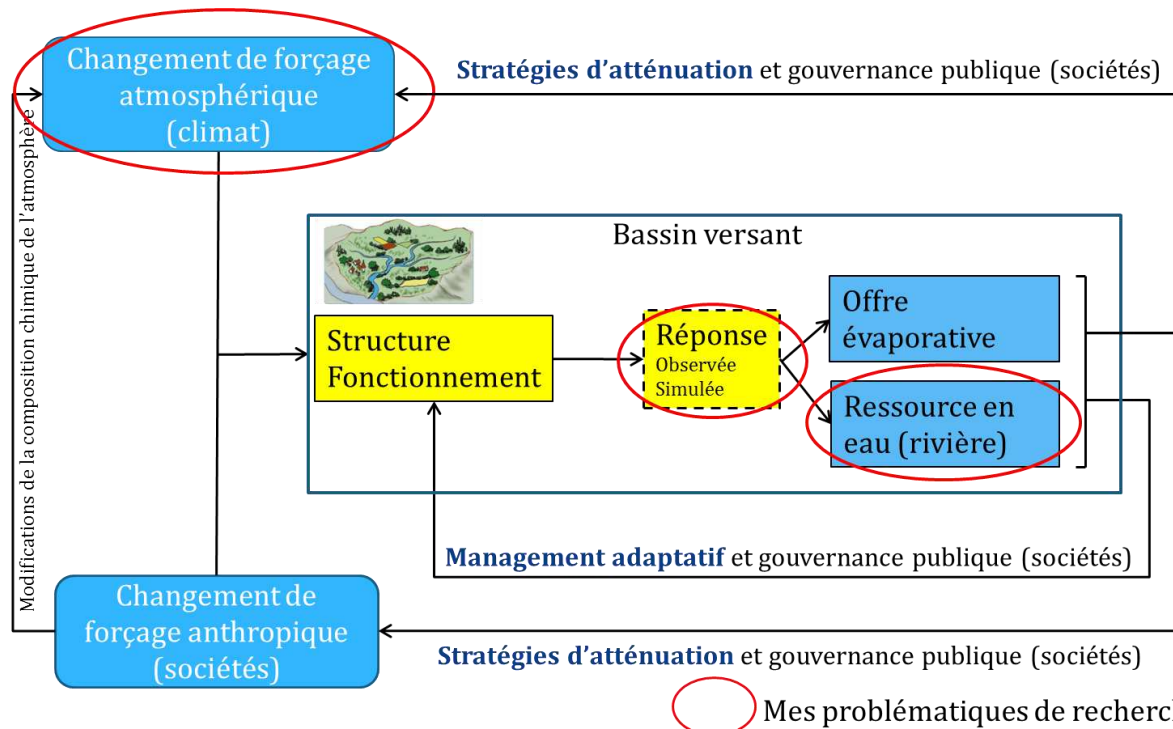 Changement de forçage
atmosphérique
(climat)
Stratégies d'atténuation et gouvernance publique (sociétés)
Modifications de la composition chimique de l'atmosphère
Bassin versant
Structure
Fonctionnement
Réponse
Observée
Simulée
Offre
évaporative
Ressource en
eau (rivière)
Management adaptatif et gouvernance publique (sociétés)
Changement de
forçage anthropique
(sociétés)
Stratégies d'atténuation et gouvernance publique (sociétés)
Mes problématiques de recherch